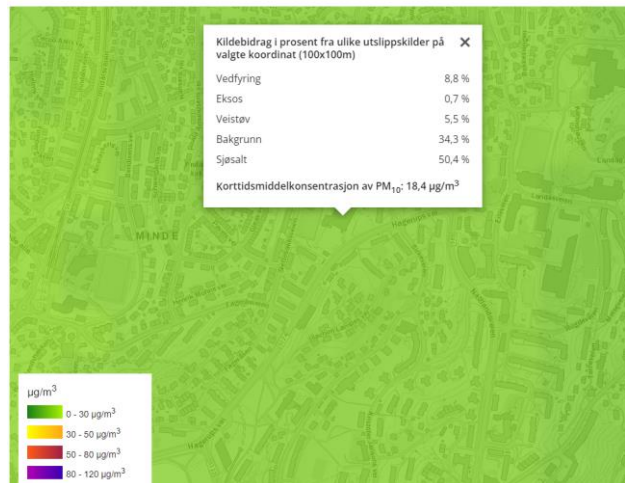 Kildebidrag i prosent fra ulike utslippskilder på
valgte koordinat (100x100m)
Vedfyring 8,8 %
Eksos 0,7 %
Veistøv 5,5 %
Bakgrunn 34,3 %
Sjøsalt 50,4 %
Korttidsmiddelkonsentrasjon av PM₁₀: 18,4 µg/m³
MINDE
µg/m³
0 - 30 µg/m³
30 - 50 µg/m³
50 - 80 µg/m³
80 - 120 µg/m³